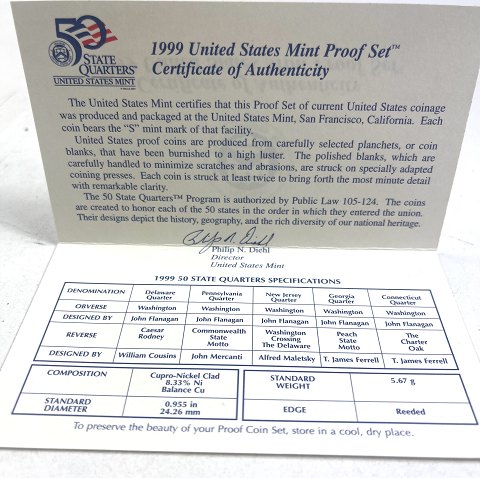 50
STATE
QUARTERS™
UNITED STATES MINT
1999 United States Mint Proof Set™
Certificate of Authenticity
The United States Mint certifies that this Proof Set of current United States coinage
was produced and packaged at the United States Mint, San Francisco, California. Each
coin bears the "S" mint mark of that facility.
United States proof coins are produced from carefully selected planchets, or coin
blanks, that have been burnished to a high luster. The polished blanks, which are
carefully handled to minimize scratches and abrasions, are struck on specially adapted
coining presses. Each coin is struck at least twice to bring forth the most minute detail
with remarkable clarity.
The 50 State Quarters™ Program is authorized by Public Law 105-124. The coins
are created to honor each of the 50 states in the order in which they entered the union.
Their designs depict the history, geography, and the rich diversity of our national heritage.
Philip N. Diehl
Philip N. Diehl
Director
United States Mint
1999 50 STATE QUARTERS SPECIFICATIONS
DENOMINATION Delaware Quarter Pennsylvania Quarter New Jersey Quarter Georgia Quarter Connecticut Quarter
OBVERSE Washington Washington Washington Washington Washington
DESIGNED BY John Flanagan John Flanagan John Flanagan John Flanagan John Flanagan
REVERSE Caesar Rodney Commonwealth State Motto Washington Crossing The Delaware Peach State Motto The Charter Oak
DESIGNED BY William Cousins John Mercanti Alfred Maletsky T. James Ferrell T. James Ferrell
COMPOSITION Cupro-Nickel Clad 8.33% Ni Balance Cu STANDARD WEIGHT 5.67 g
STANDARD DIAMETER 0.955 in 24.26 mm EDGE Reeded
To preserve the beauty of your Proof Coin Set, store in a cool, dry place.